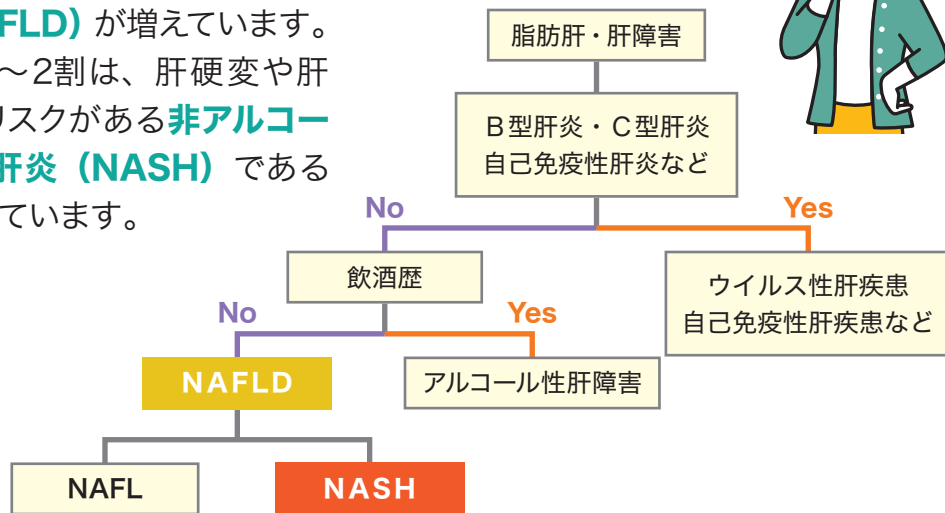 FLD）が増えています。
～2割は、肝硬変や肝
リスクがある非アルコー
肝炎（NASH）である
ています。
脂肪肝・肝障害
B型肝炎・C型肝炎
自己免疫性肝炎など
No
Yes
飲酒歴
ウイルス性肝疾患
自己免疫性肝疾患など
No
Yes
NAFLD
アルコール性肝障害
NAFL
NASH